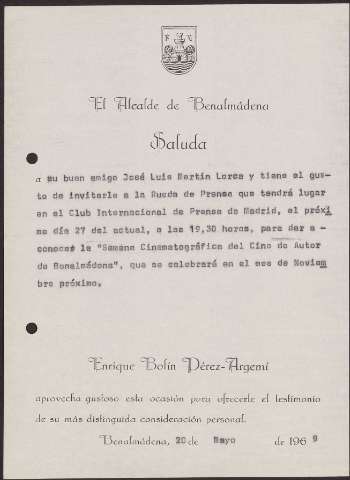 El Alcalde de Benalmádena
Saluda
a su buen amigo José Luis Martin Lorca y tiene el gus-
to de invitarle a la Rueda de Prensa que tendrá lugar
en el Club Internacional de Prensa de Madrid, el próxi
mo día 27 del actual, a las 19,30 horas, para dar a -
conocer la "Semana Cinematográfica del Cine de Autor
de Benalmádena", que se celebrará en el mes de Noviem
bre próximo.
Enrique Bolín Pérez-Argemí
aprovecha gustoso esta ocasión para ofrecerle el testimonio
de su más distinguida consideración personal.
Benalmádena, 20 de Mayo de 1969